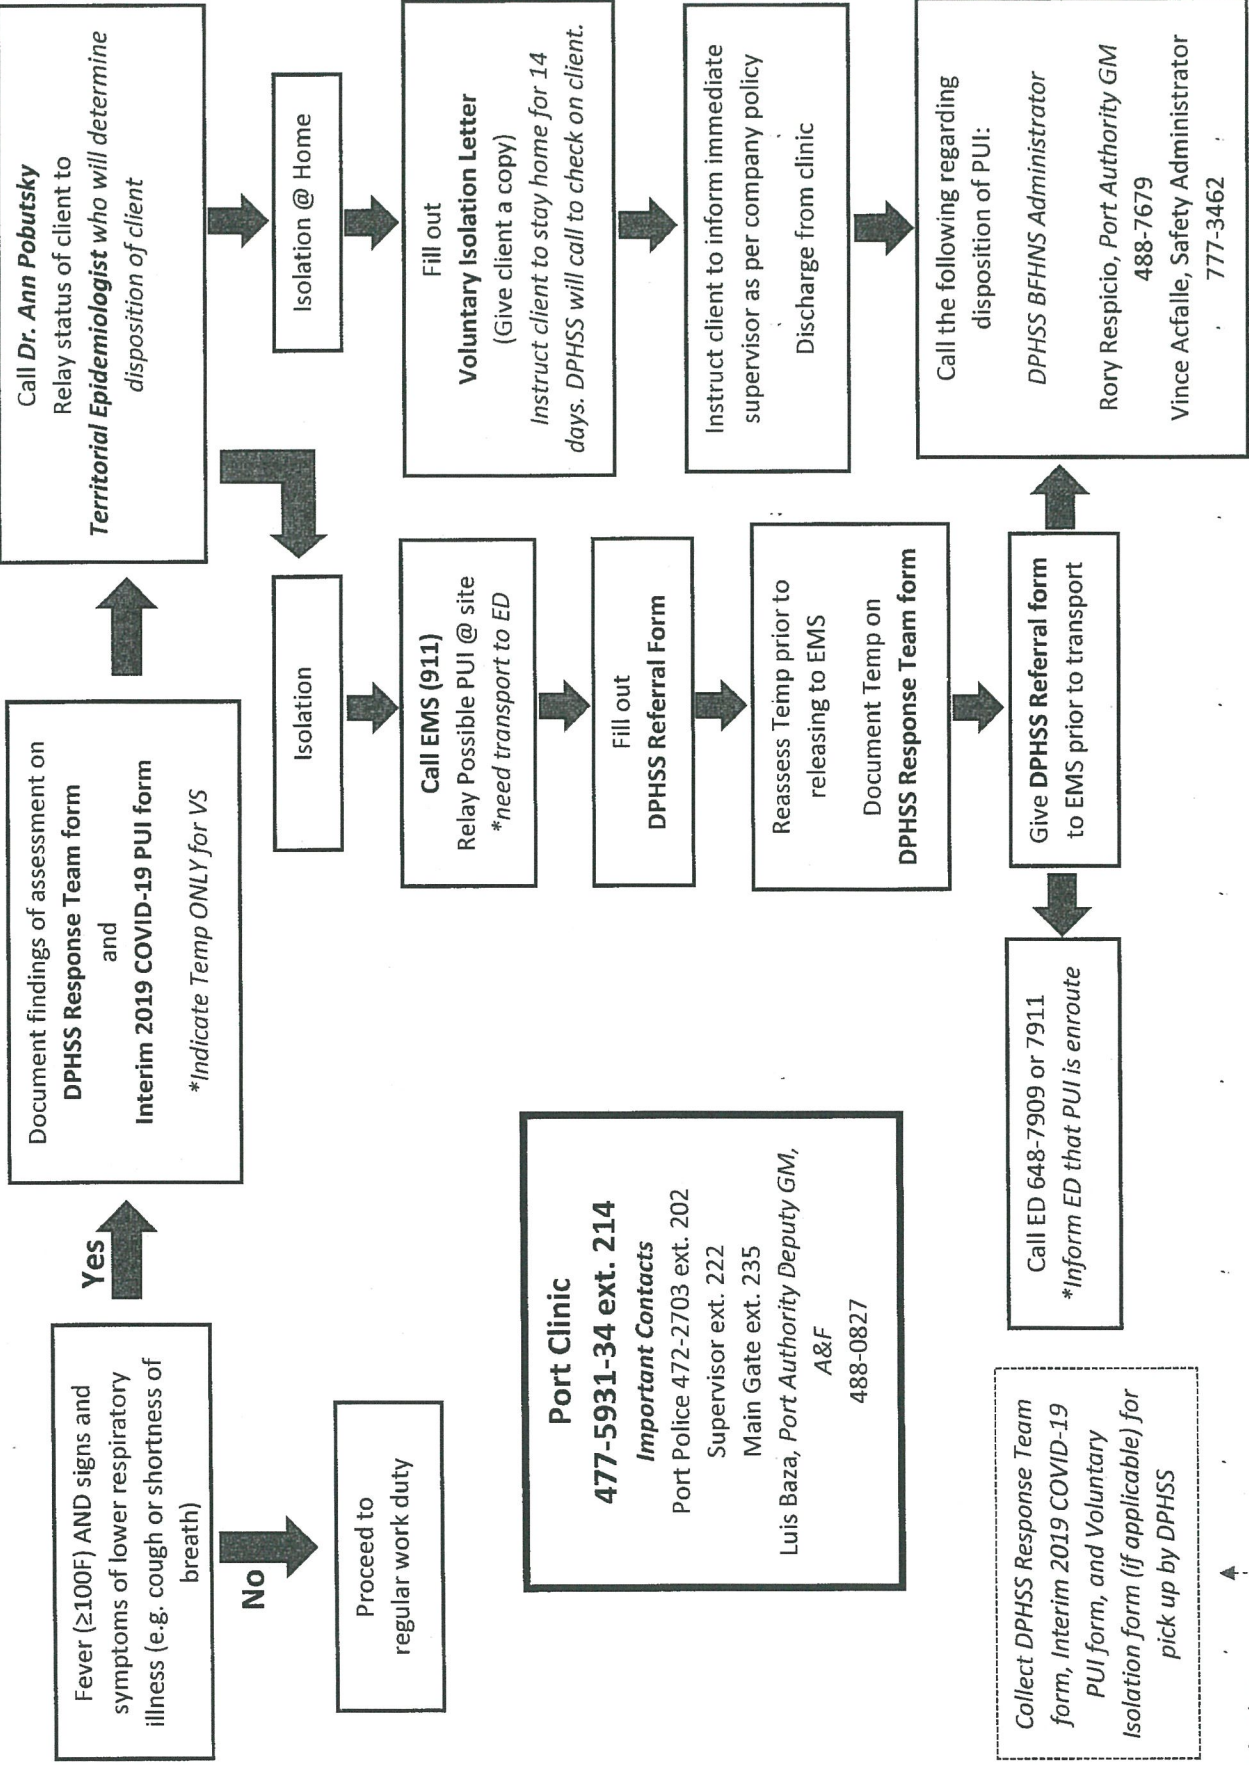 Fever (≥100F) AND signs and
symptoms of lower respiratory
illness (e.g. cough or shortness of
breath)
Yes
No
Proceed to
regular work duty
Document findings of assessment on
DPHSS Response Team form
and
Interim 2019 COVID-19 PUI form
*Indicate Temp ONLY for VS
Call Dr. Ann Pobutsky
Relay status of client to
Territorial Epidemiologist who will determine
disposition of client
Isolation
Isolation @ Home
Call EMS (911)
Relay Possible PUI @ site
*need transport to ED
Fill out
DPHSS Referral Form
Reassess Temp prior to
releasing to EMS
Document Temp on
DPHSS Response Team form
Give DPHSS Referral form
to EMS prior to transport
Fill out
Voluntary Isolation Letter
(Give client a copy)
Instruct client to stay home for 14
days. DPHSS will call to check on client.
Instruct client to inform immediate
supervisor as per company policy
Discharge from clinic
Call the following regarding
disposition of PUI:
DPHSS BFHNS Administrator
Rory Respicio, Port Authority GM
488-7679
Vince Acfalle, Safety Administrator
777-3462
Port Clinic
477-5931-34 ext. 214
Important Contacts
Port Police 472-2703 ext. 202
Supervisor ext. 222
Main Gate ext. 235
Luis Baza, Port Authority Deputy GM,
A&F
488-0827
Call ED 648-7909 or 7911
*Inform ED that PUI is enroute
Collect DPHSS Response Team
form, Interim 2019 COVID-19
PUI form, and Voluntary
Isolation form (if applicable) for
pick up by DPHSS